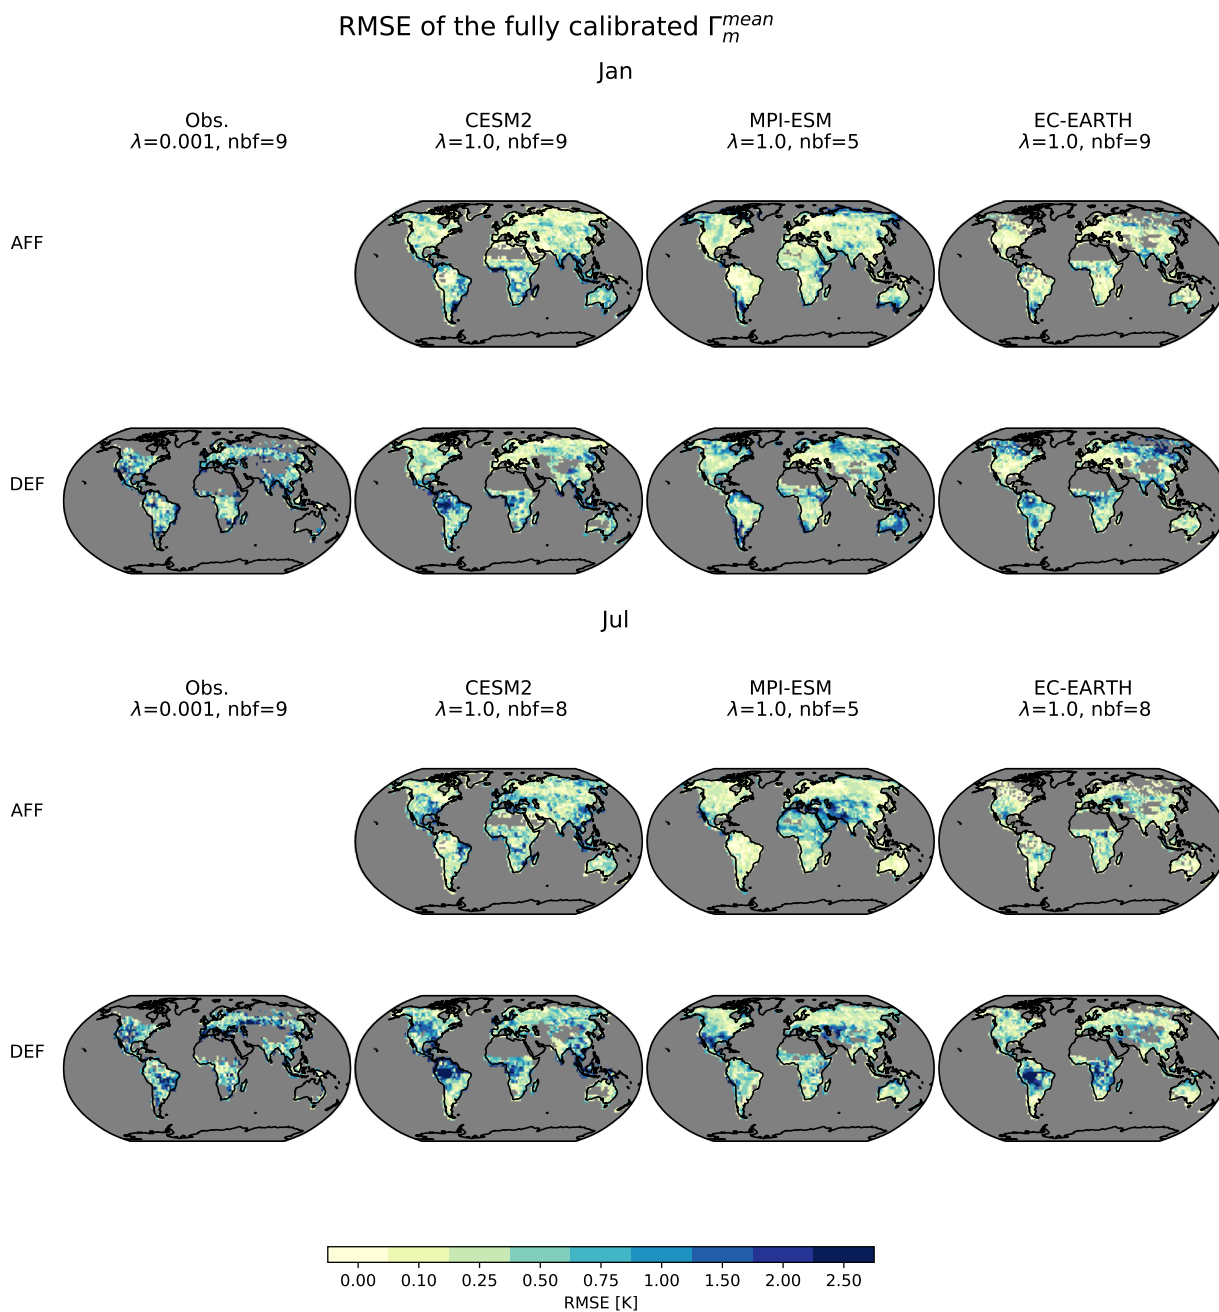 RMSE of the fully calibrated Γ_m^mean
Jan
Obs. CESM2 MPI-ESM EC-EARTH
λ=0.001, nbf=9 λ=1.0, nbf=9 λ=1.0, nbf=5 λ=1.0, nbf=9
AFF
DEF
Jul
Obs. CESM2 MPI-ESM EC-EARTH
λ=0.001, nbf=9 λ=1.0, nbf=8 λ=1.0, nbf=5 λ=1.0, nbf=8
AFF
DEF
0.00 0.10 0.25 0.50 0.75 1.00 1.50 2.00 2.50
RMSE [K]